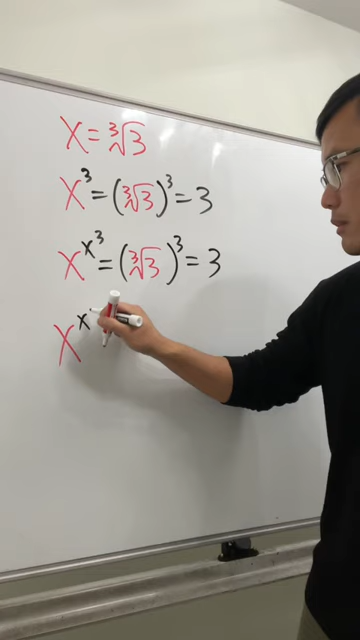 x = ∛3
x³ = (∛3)³ = 3
x^x³ = (∛3)³ = 3
x^x